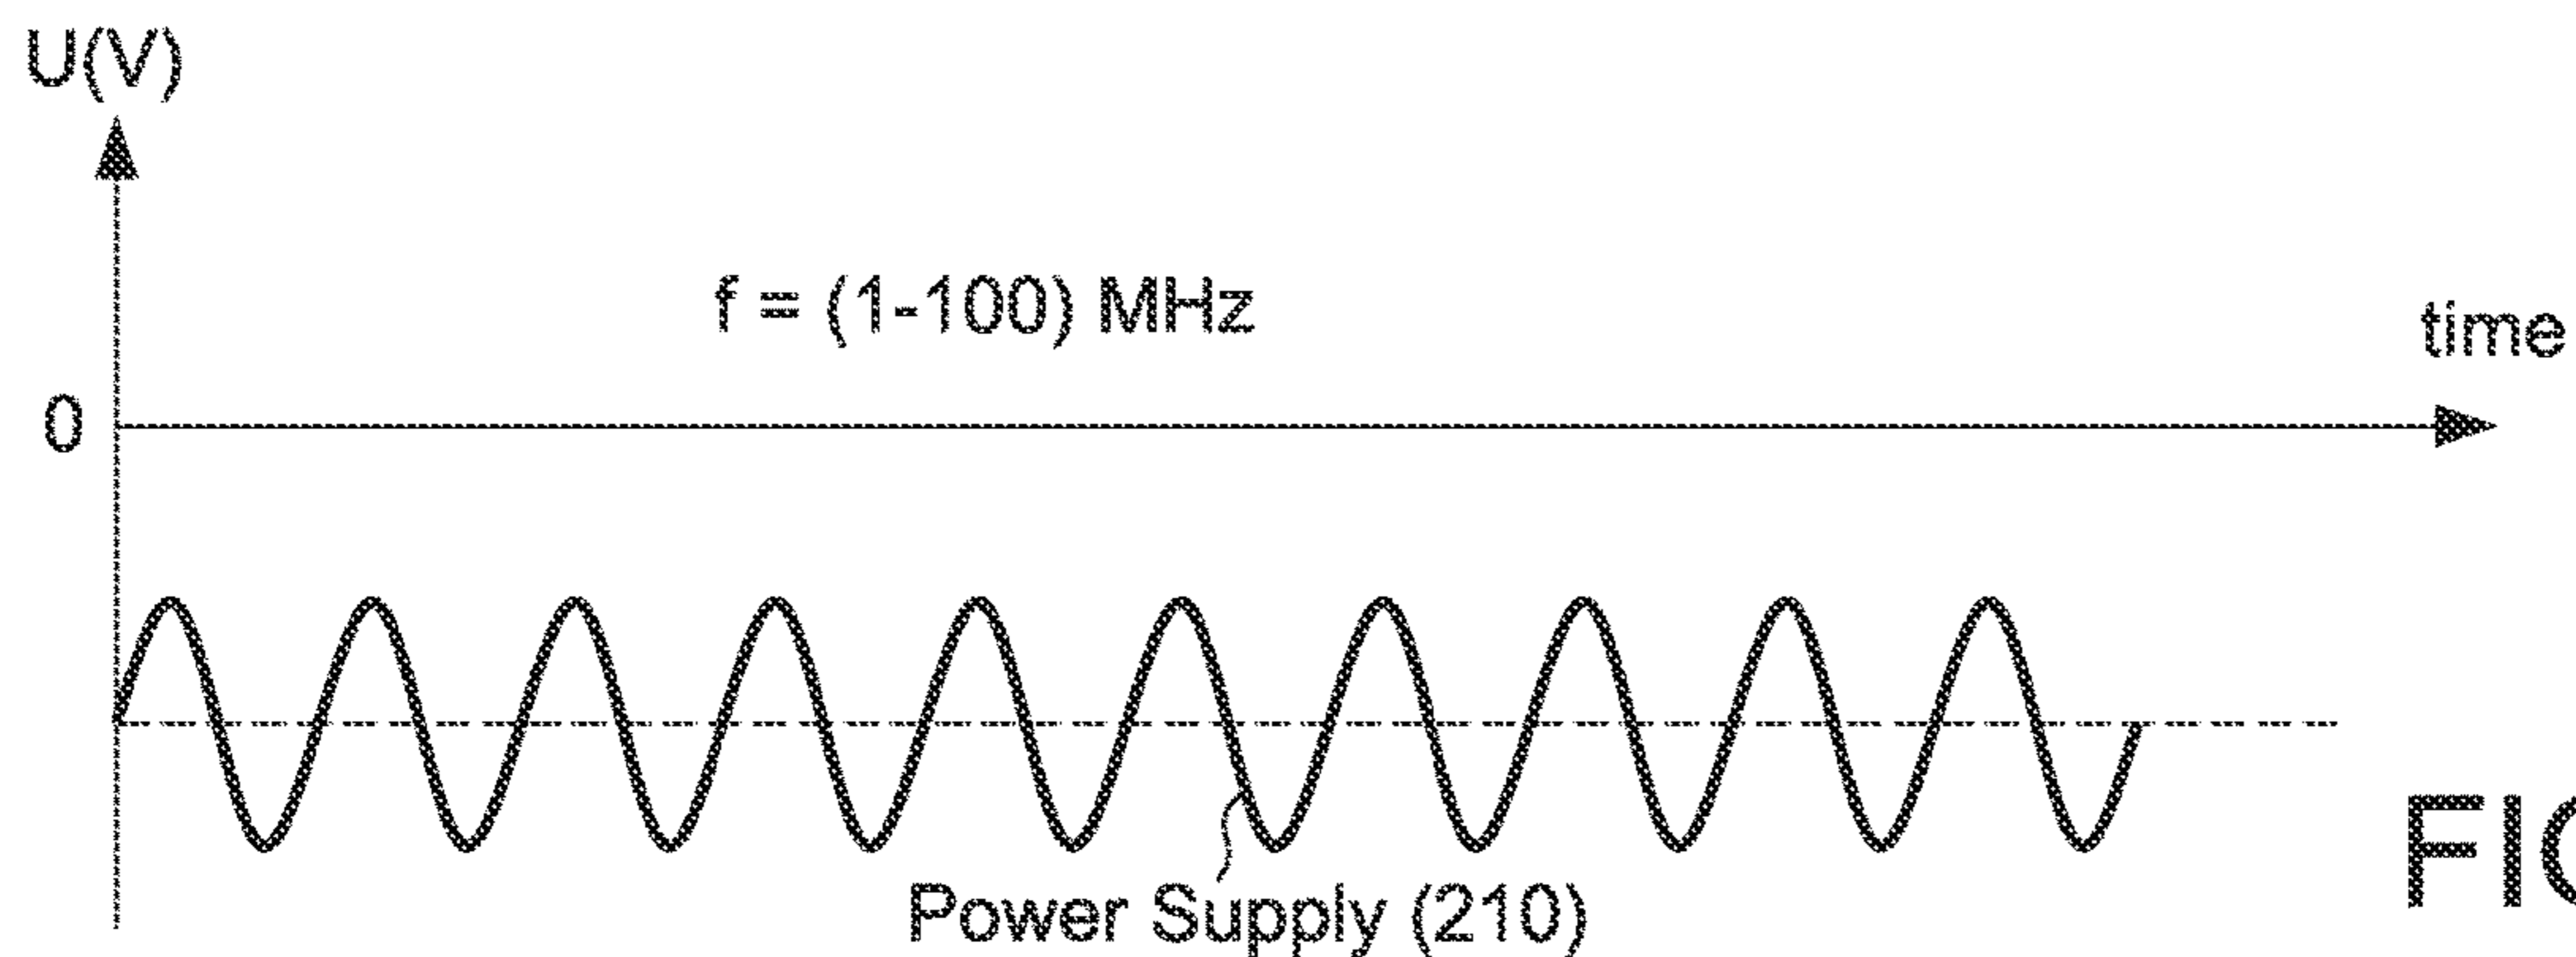 U(V)
f = (1-100) MHz
time
0
Power Supply (210)